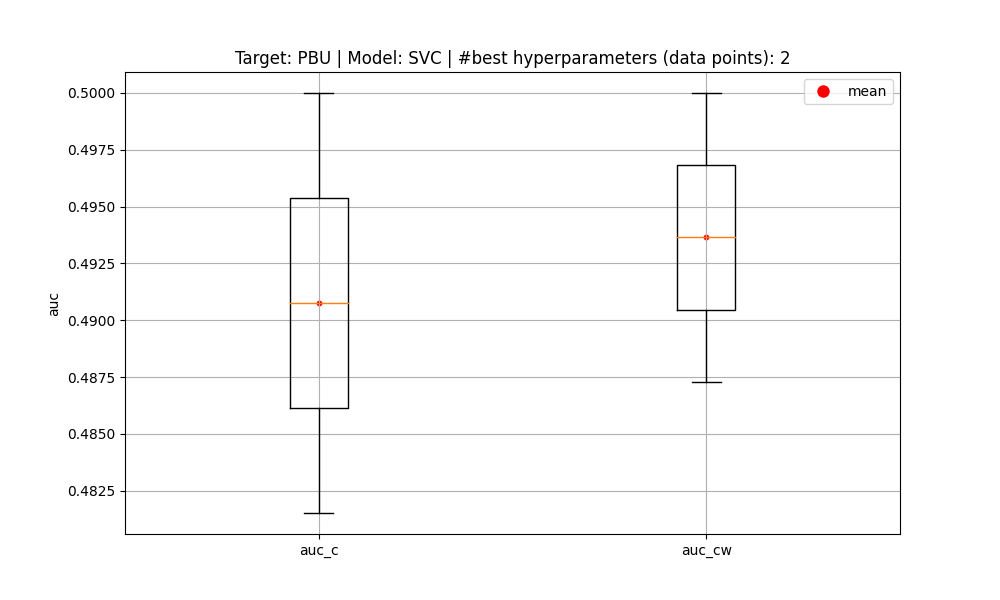 Target: PBU | Model: SVC | #best hyperparameters (data points): 2
mean
0.5000
0.4975
0.4950
0.4925
0.4900
0.4875
0.4850
0.4825
auc
auc_c
auc_cw